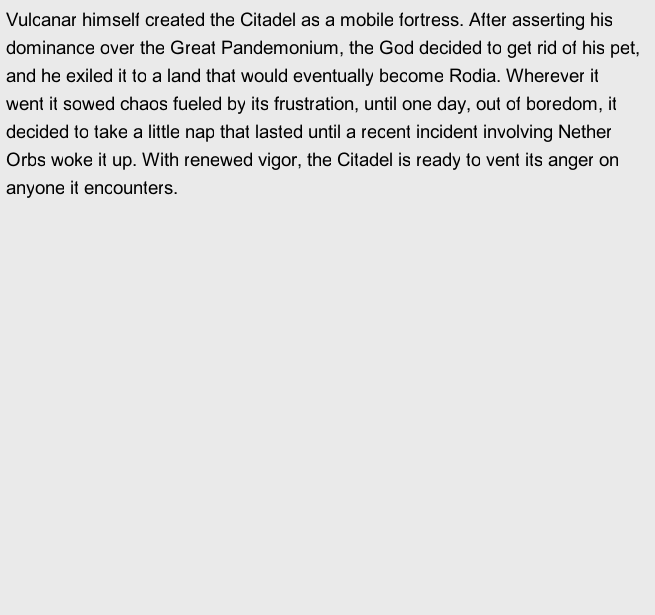 Vulcanar himself created the Citadel as a mobile fortress. After asserting his
dominance over the Great Pandemonium, the God decided to get rid of his pet,
and he exiled it to a land that would eventually become Rodia. Wherever it
went it sowed chaos fueled by its frustration, until one day, out of boredom, it
decided to take a little nap that lasted until a recent incident involving Nether
Orbs woke it up. With renewed vigor, the Citadel is ready to vent its anger on
anyone it encounters.